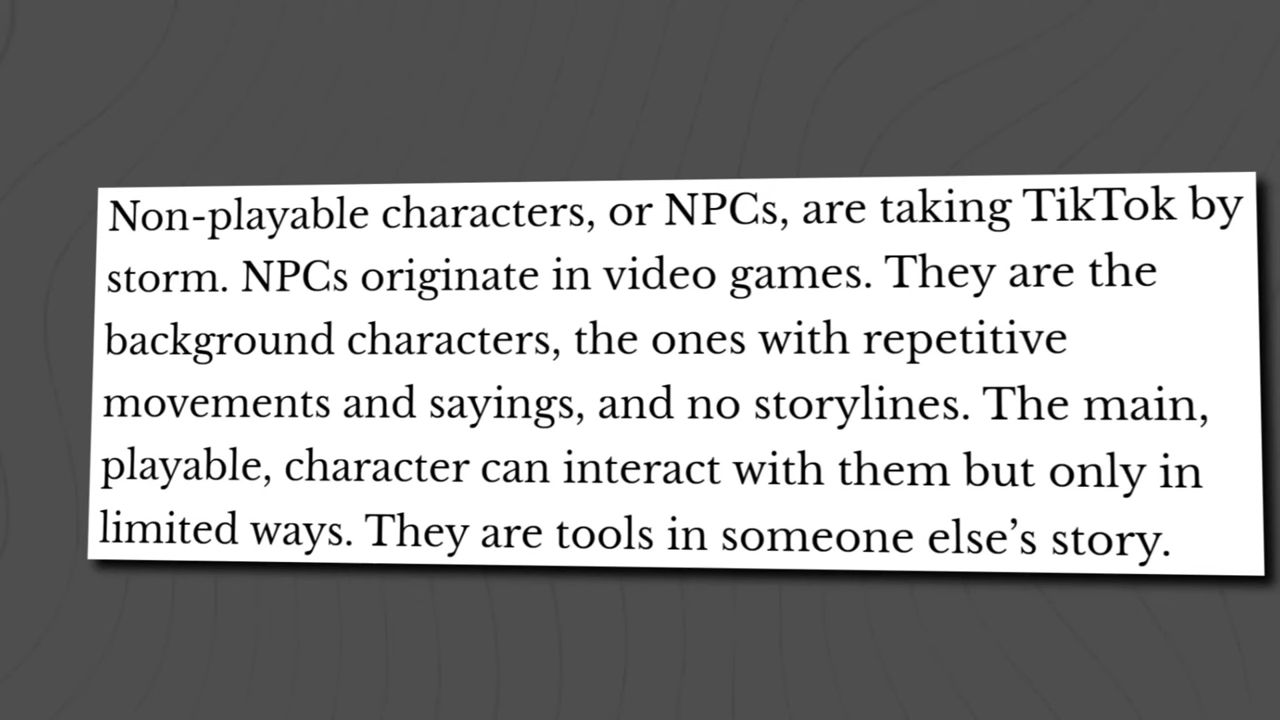 Non-playable characters, or NPCs, are taking TikTok by
storm. NPCs originate in video games. They are the
background characters, the ones with repetitive
movements and sayings, and no storylines. The main,
playable, character can interact with them but only in
limited ways. They are tools in someone else’s story.